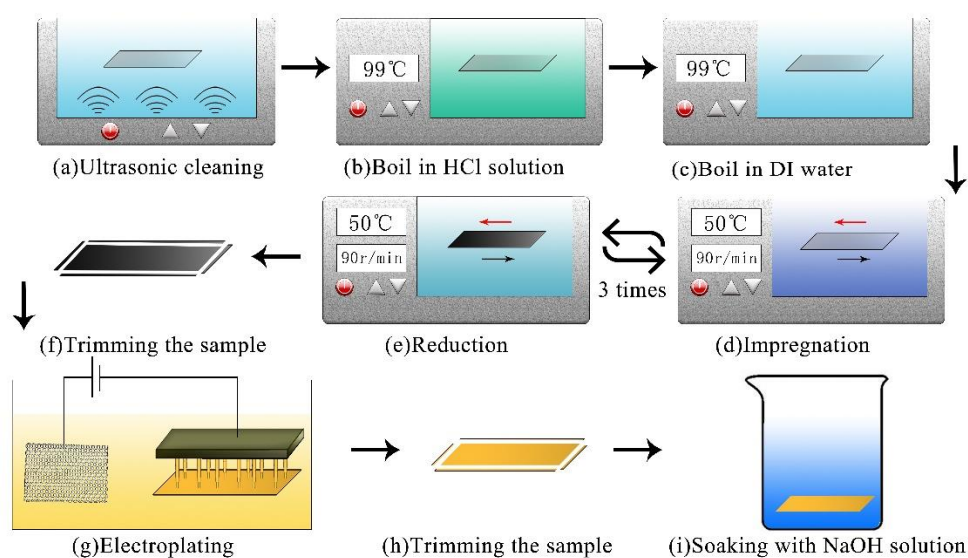 99℃
99℃
(a)Ultrasonic cleaning
(b)Boil in HCl solution
(c)Boil in DI water
50℃
90r/min
3 times
50℃
90r/min
(f)Trimming the sample
(e)Reduction
(d)Impregnation
(g)Electroplating
(h)Trimming the sample
(i)Soaking with NaOH solution